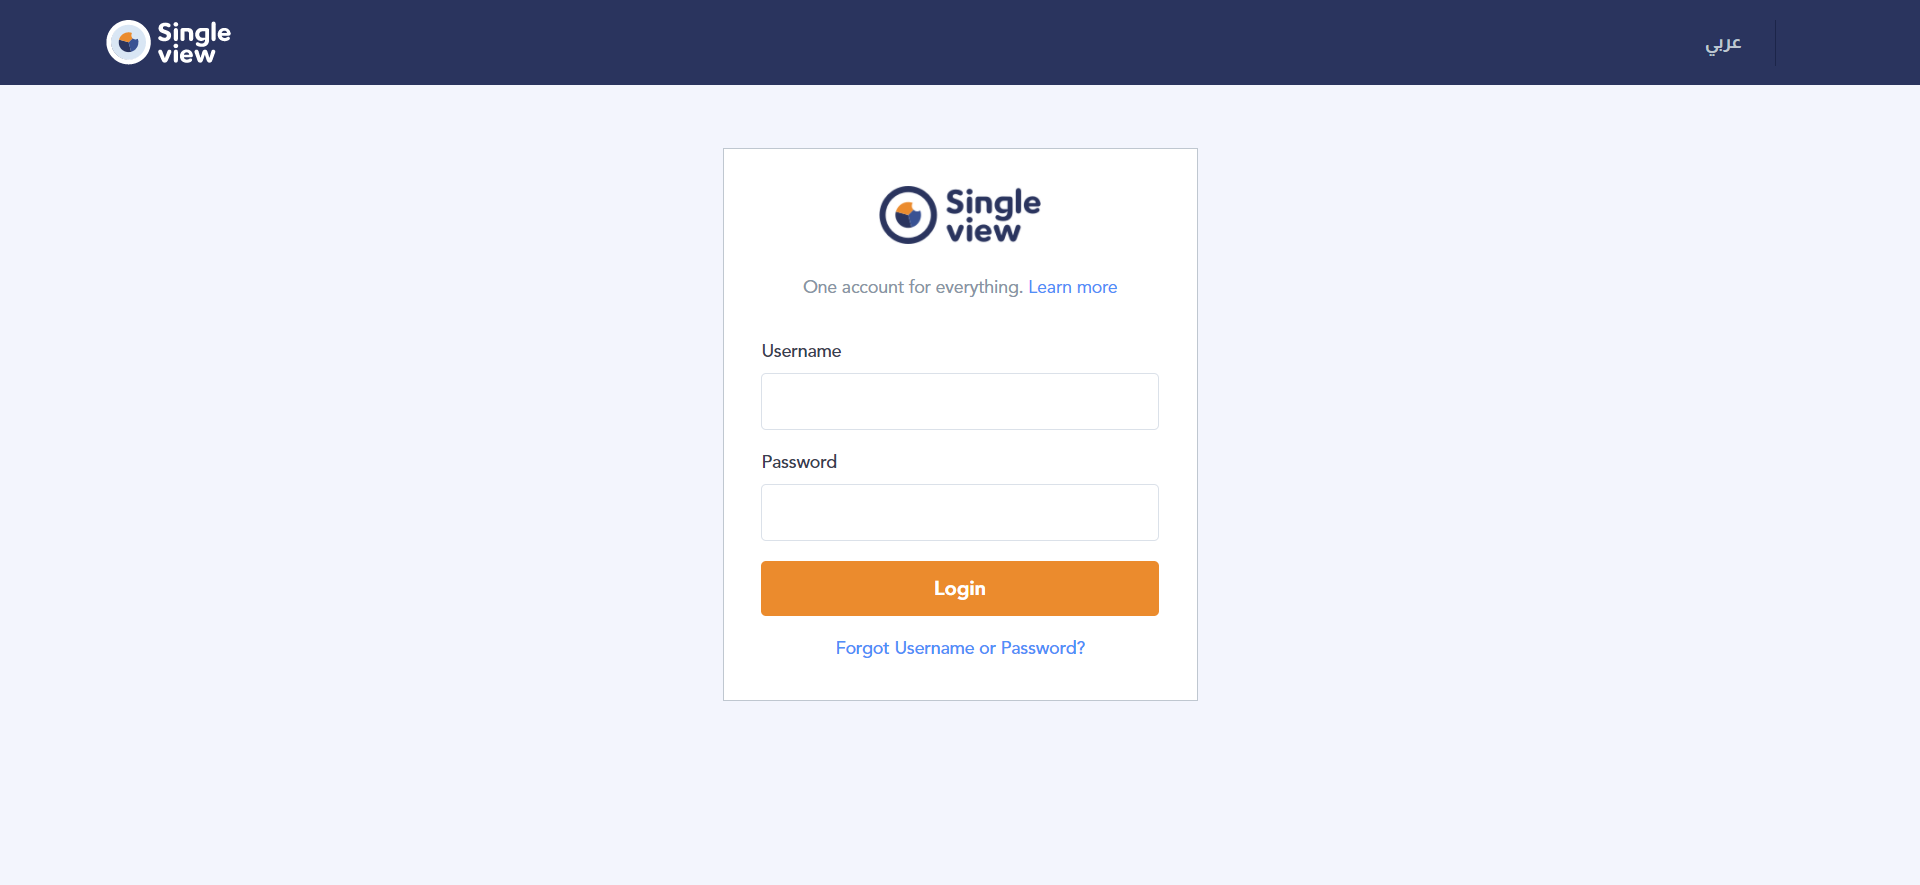 Single
view
عربي
Single
view
One account for everything. Learn more
Username
Password
Login
Forgot Username or Password?